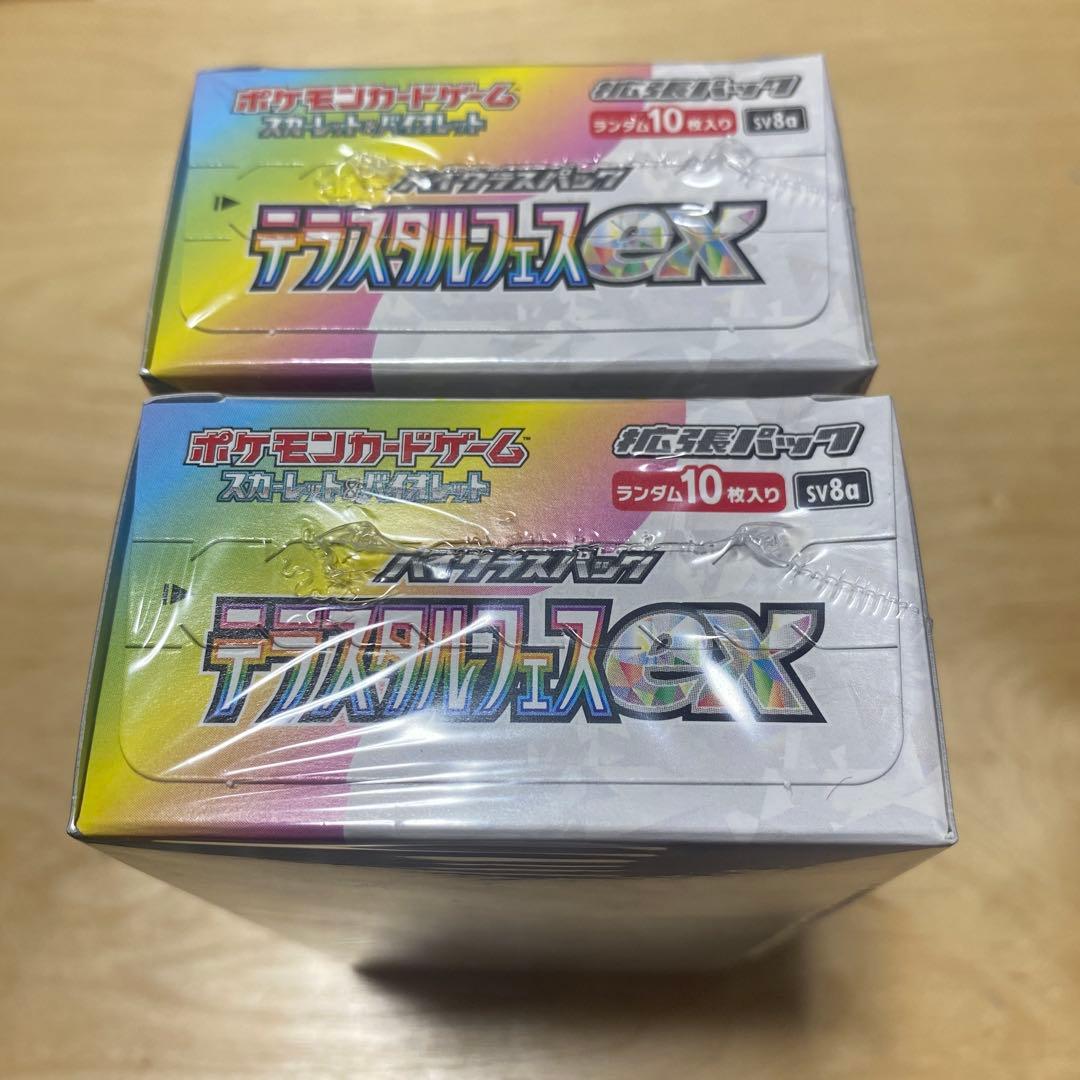 ポケモンカードゲーム
スカーレット&バイオレット
拡張パック
ランダム10枚入り SV8a
ハイクラスパック
テラスタルフェスex
ポケモンカードゲーム™
スカーレット&バイオレット
拡張パック
ランダム10枚入り SV8a
ハイクラスパック
テラスタルフェスex